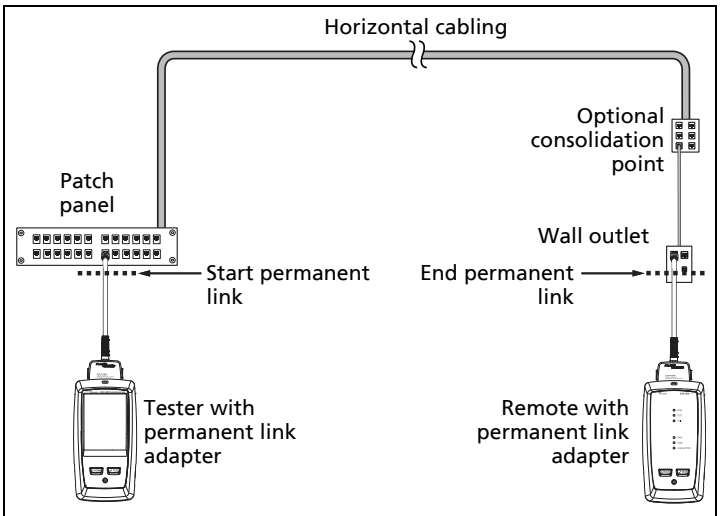 Horizontal cabling
Optional
consolidation
point
Patch
panel
Wall outlet
Start permanent
link
End permanent
link
Tester with
permanent link
adapter
Remote with
permanent link
adapter